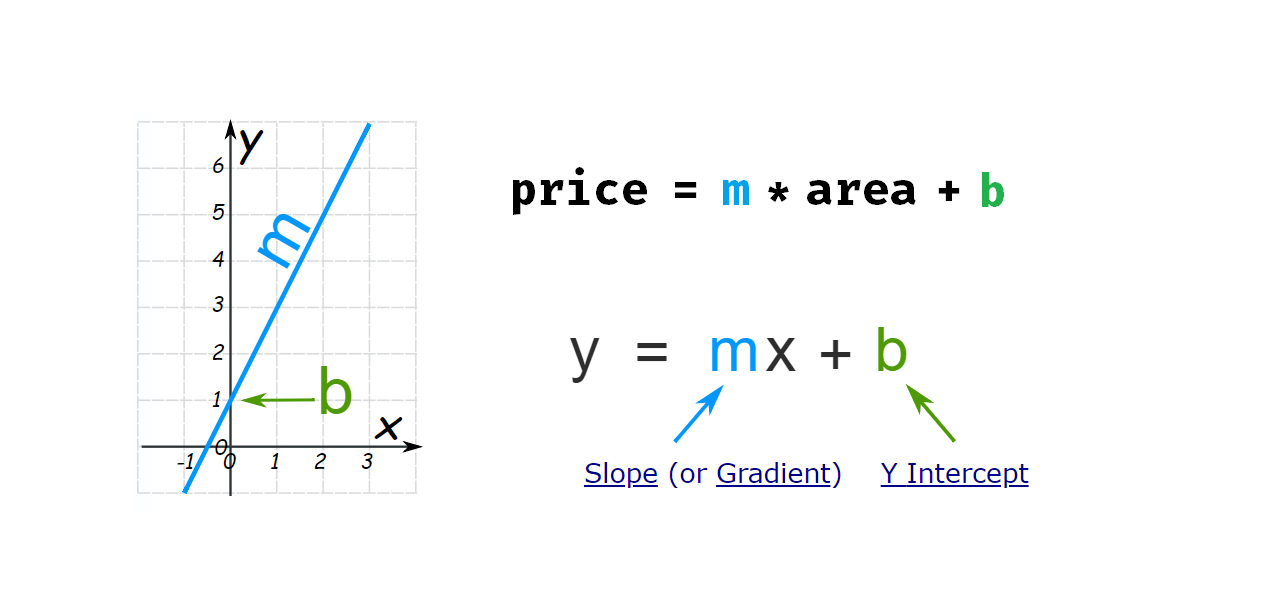 y
6
5
4
3
2
1
0
-1 0 1 2 3
x
m
b
price = m * area + b
y = mx + b
Slope (or Gradient) Y Intercept